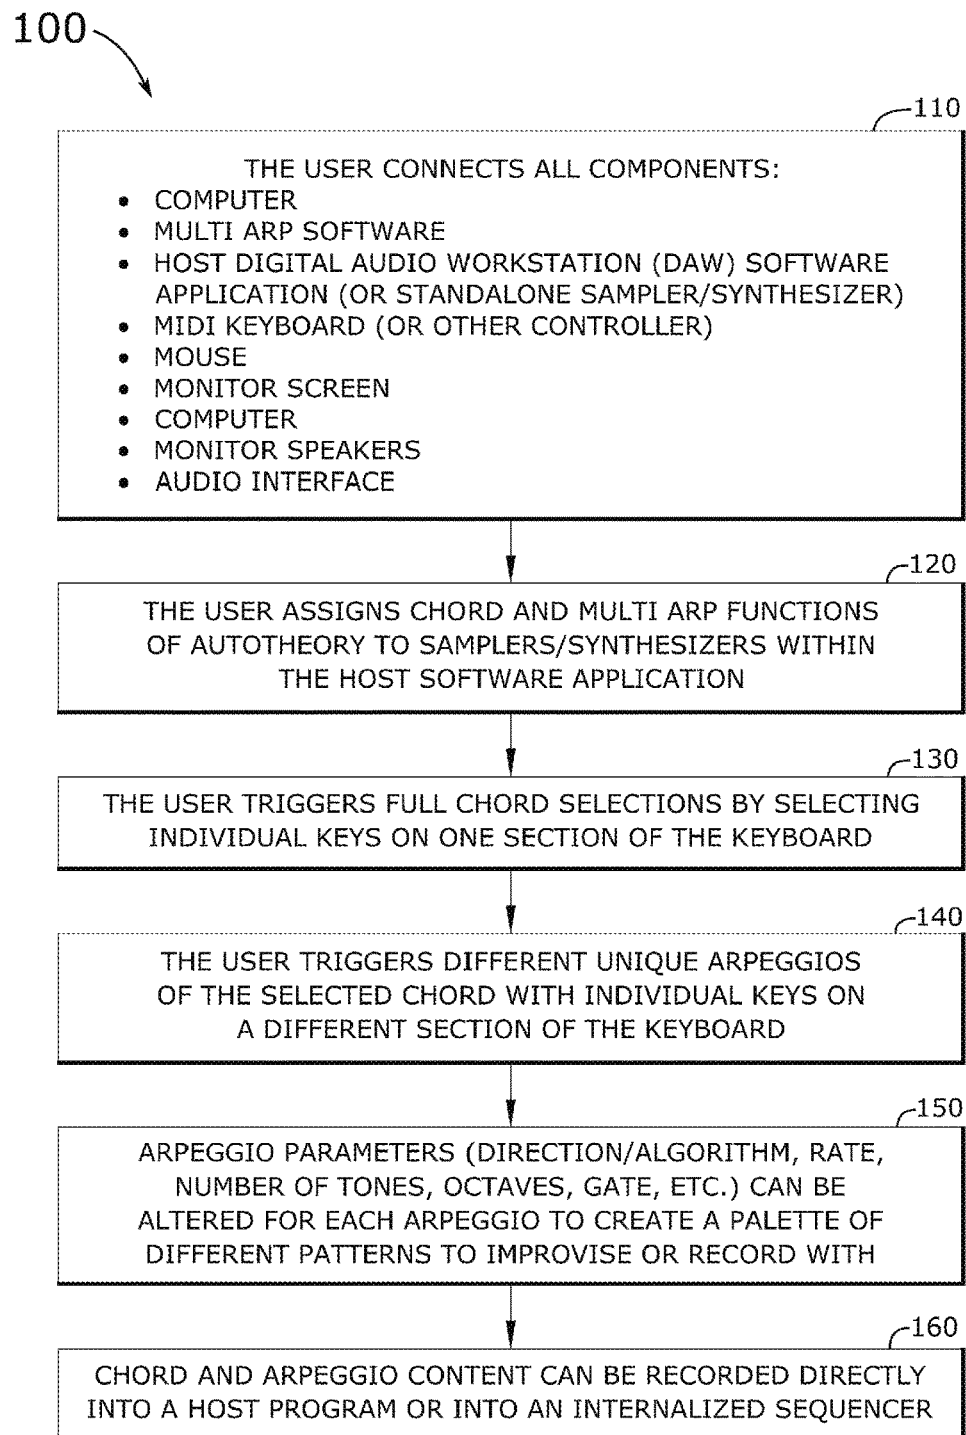 100
110
THE USER CONNECTS ALL COMPONENTS:
• COMPUTER
• MULTI ARP SOFTWARE
• HOST DIGITAL AUDIO WORKSTATION (DAW) SOFTWARE
APPLICATION (OR STANDALONE SAMPLER/SYNTHESIZER)
• MIDI KEYBOARD (OR OTHER CONTROLLER)
• MOUSE
• MONITOR SCREEN
• COMPUTER
• MONITOR SPEAKERS
• AUDIO INTERFACE
120
THE USER ASSIGNS CHORD AND MULTI ARP FUNCTIONS
OF AUTOTHEORY TO SAMPLERS/SYNTHESIZERS WITHIN
THE HOST SOFTWARE APPLICATION
130
THE USER TRIGGERS FULL CHORD SELECTIONS BY SELECTING
INDIVIDUAL KEYS ON ONE SECTION OF THE KEYBOARD
140
THE USER TRIGGERS DIFFERENT UNIQUE ARPEGGIOS
OF THE SELECTED CHORD WITH INDIVIDUAL KEYS ON
A DIFFERENT SECTION OF THE KEYBOARD
150
ARPEGGIO PARAMETERS (DIRECTION/ALGORITHM, RATE,
NUMBER OF TONES, OCTAVES, GATE, ETC.) CAN BE
ALTERED FOR EACH ARPEGGIO TO CREATE A PALETTE OF
DIFFERENT PATTERNS TO IMPROVISE OR RECORD WITH
160
CHORD AND ARPEGGIO CONTENT CAN BE RECORDED DIRECTLY
INTO A HOST PROGRAM OR INTO AN INTERNALIZED SEQUENCER